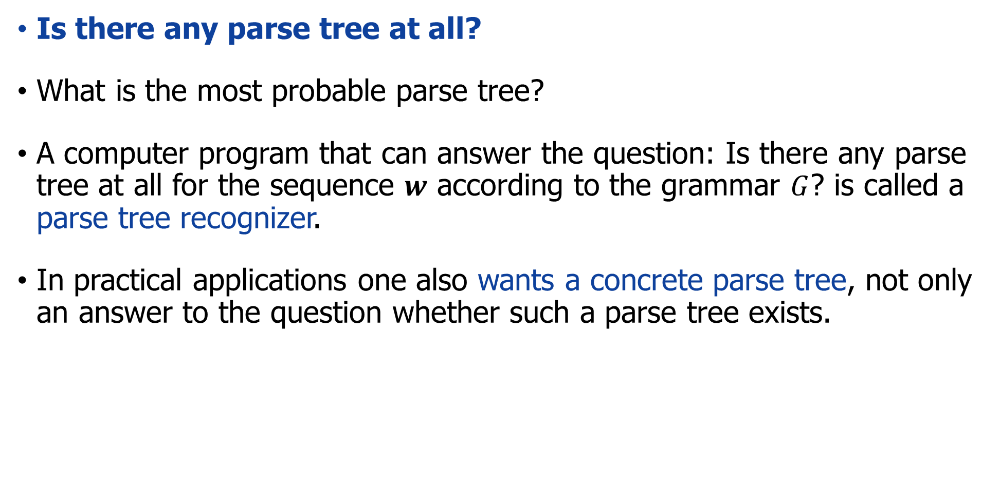 • Is there any parse tree at all?
• What is the most probable parse tree?
• A computer program that can answer the question: Is there any parse
tree at all for the sequence w according to the grammar G? is called a
parse tree recognizer.
• In practical applications one also wants a concrete parse tree, not only
an answer to the question whether such a parse tree exists.